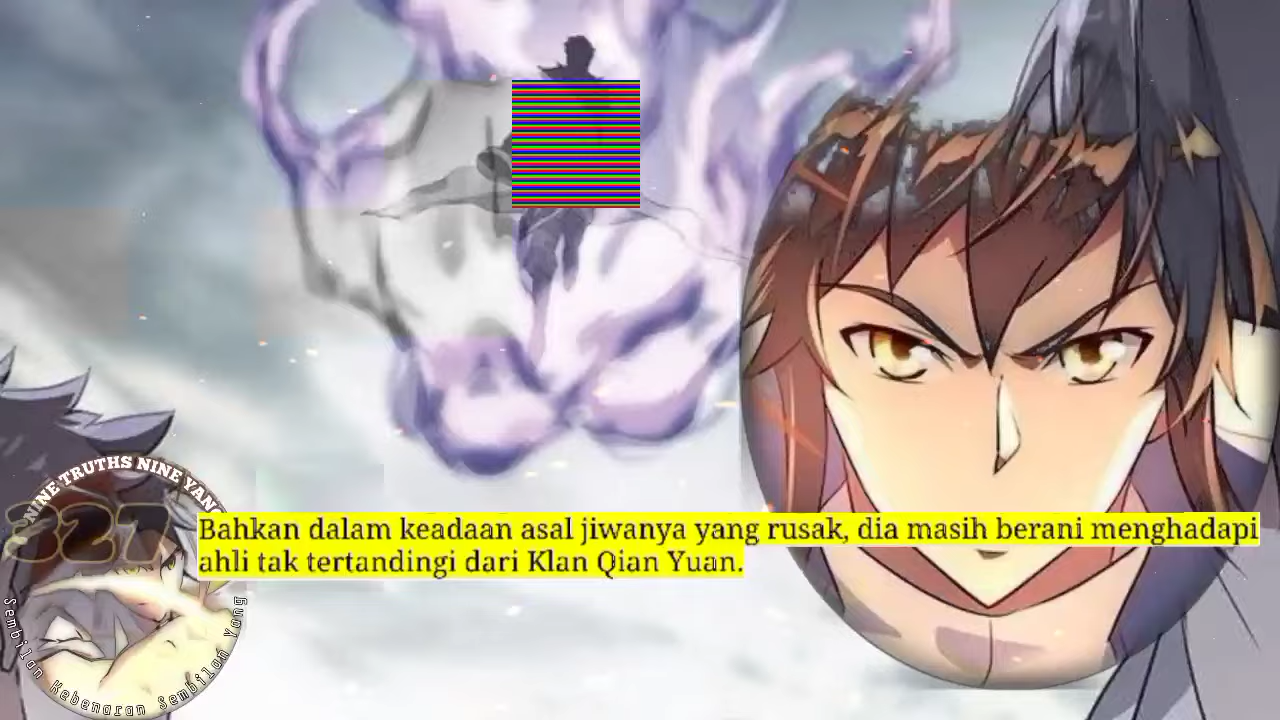 NINE TRUTHS NINE YANG
327
Bahkan dalam keadaan asal jiwanya yang rusak, dia masih berani menghadapi
ahli tak tertandingi dari Klan Qian Yuan.
Sembilan Kebenaran Sembilan Yang